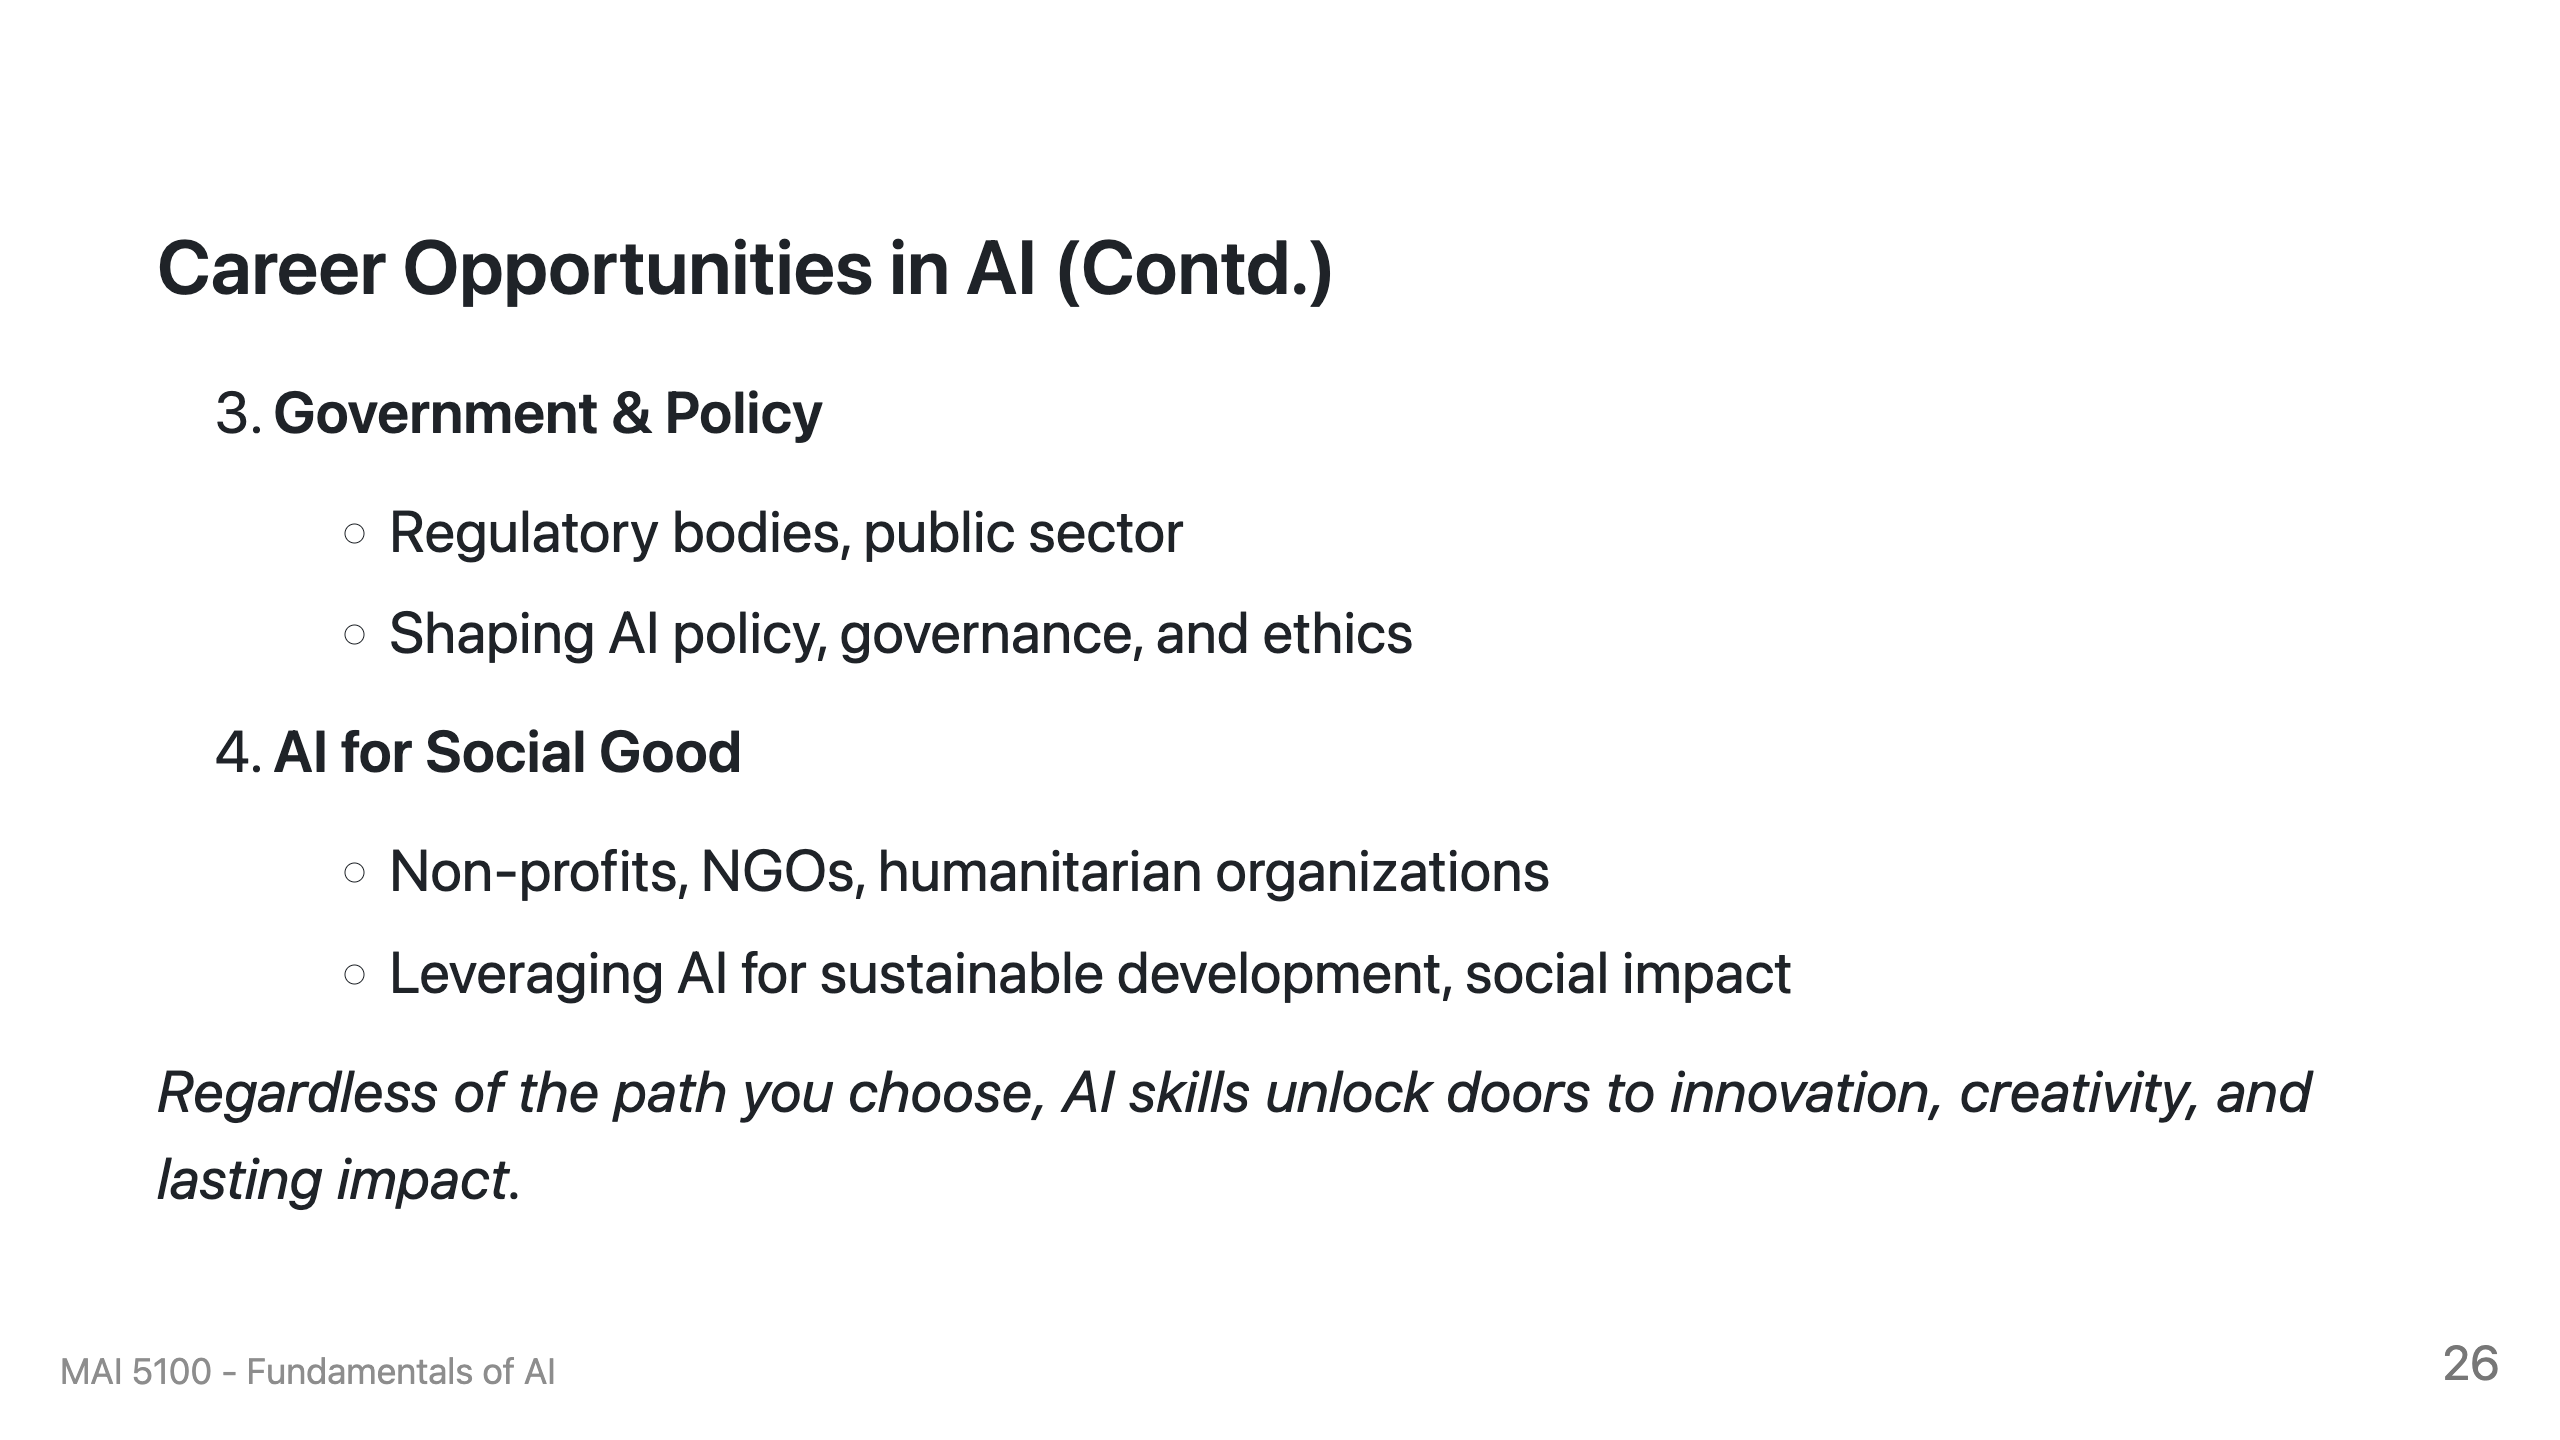 Career Opportunities in AI (Contd.)
3. Government & Policy
○ Regulatory bodies, public sector
○ Shaping AI policy, governance, and ethics
4. AI for Social Good
○ Non-profits, NGOs, humanitarian organizations
○ Leveraging AI for sustainable development, social impact
Regardless of the path you choose, AI skills unlock doors to innovation, creativity, and
lasting impact.
MAI 5100 - Fundamentals of AI
26